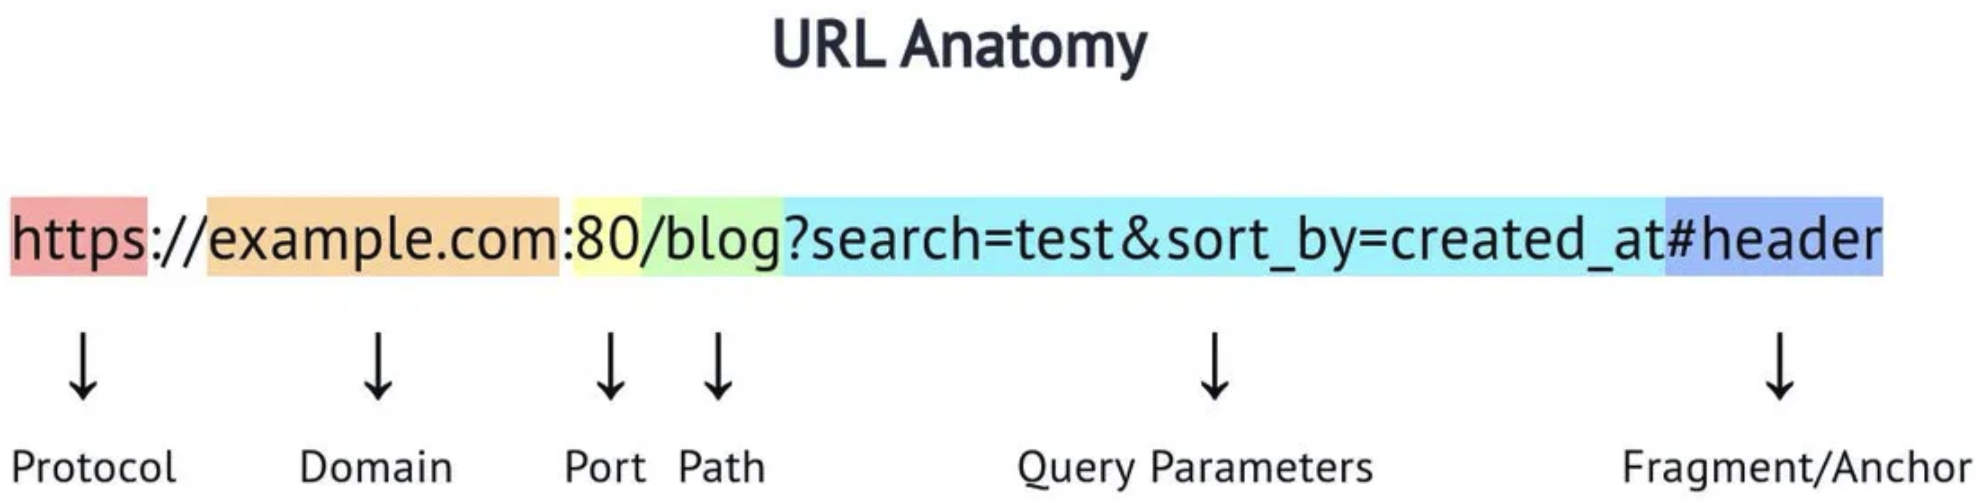 URL Anatomy
https://example.com:80/blog?search=test&sort_by=created_at#header
↓ ↓ ↓ ↓ ↓ ↓
Protocol Domain Port Path Query Parameters Fragment/Anchor